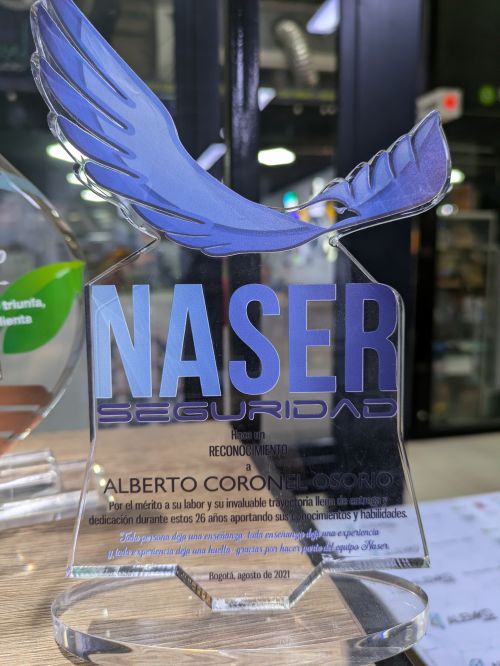 triunfa,
NASER
SEGURIDAD
Hace un
RECONOCIMIENTO
a
ALBERTO CORONEL OSORIO
Por el mérito a su labor y su invaluable trayectoria llena de entrega y
dedicación durante estos 26 años aportando sus conocimientos y habilidades.
Toda persona deja una enseñanza, toda enseñanza deja una experiencia
y toda experiencia deja una huella, gracias por hacer parte del equipo Naser.
Bogotá, agosto de 2021